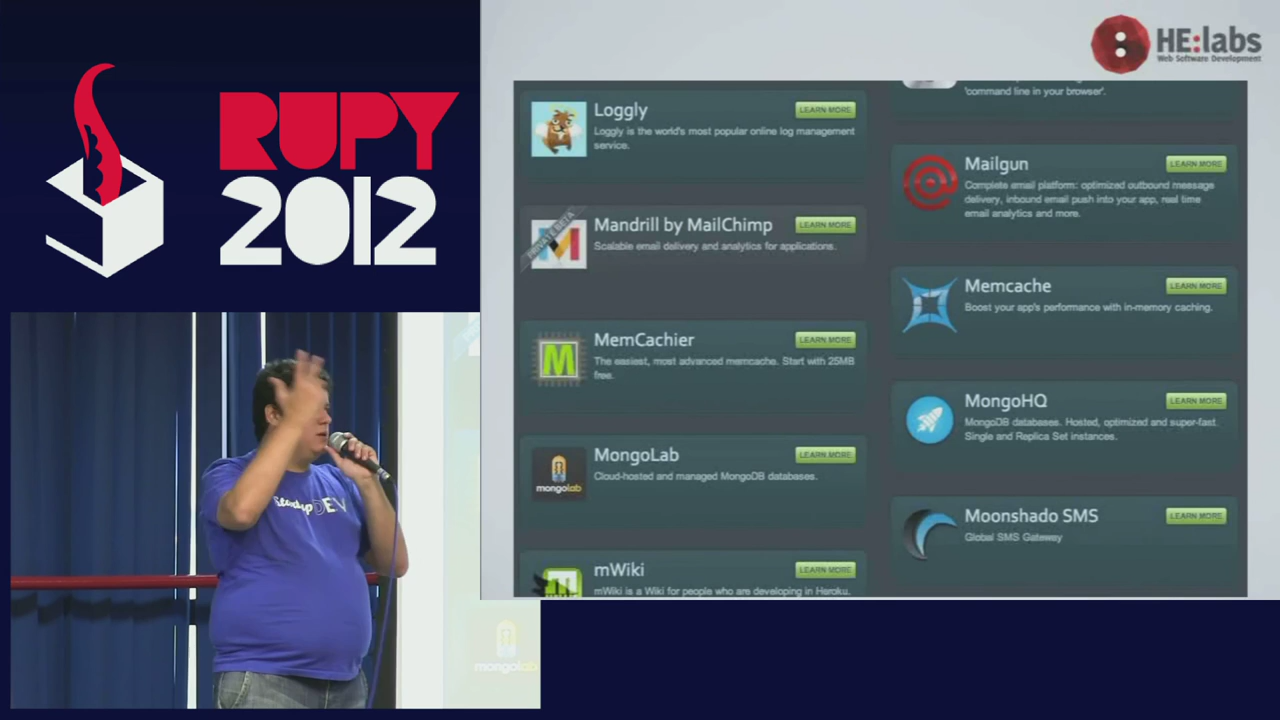 RUPY
2012
HE:labs
Web Software Development
Loggly
LEARN MORE
Loggly is the world's most popular online log management
service.
Mandrill by MailChimp
LEARN MORE
PRIVATE BETA
Scalable email delivery and analytics for applications.
MemCachier
LEARN MORE
M
The easiest, most advanced memcache. Start with 25MB
free.
MongoLab
LEARN MORE
Cloud-hosted and managed MongoDB databases.
mongolab
mWiki
LEARN MORE
mWiki is a Wiki for people who are developing in Heroku.
'command line in your browser'.
Mailgun
LEARN MORE
Complete email platform: optimized outbound message
delivery, inbound email push into your app, real time
email analytics and more.
Memcache
LEARN MORE
Boost your app's performance with in-memory caching.
MongoHQ
LEARN MORE
MongoDB databases. Hosted, optimized and super-fast.
Single and Replica Set instances.
Moonshado SMS
LEARN MORE
Global SMS Gateway
StartupDEV
mongolab